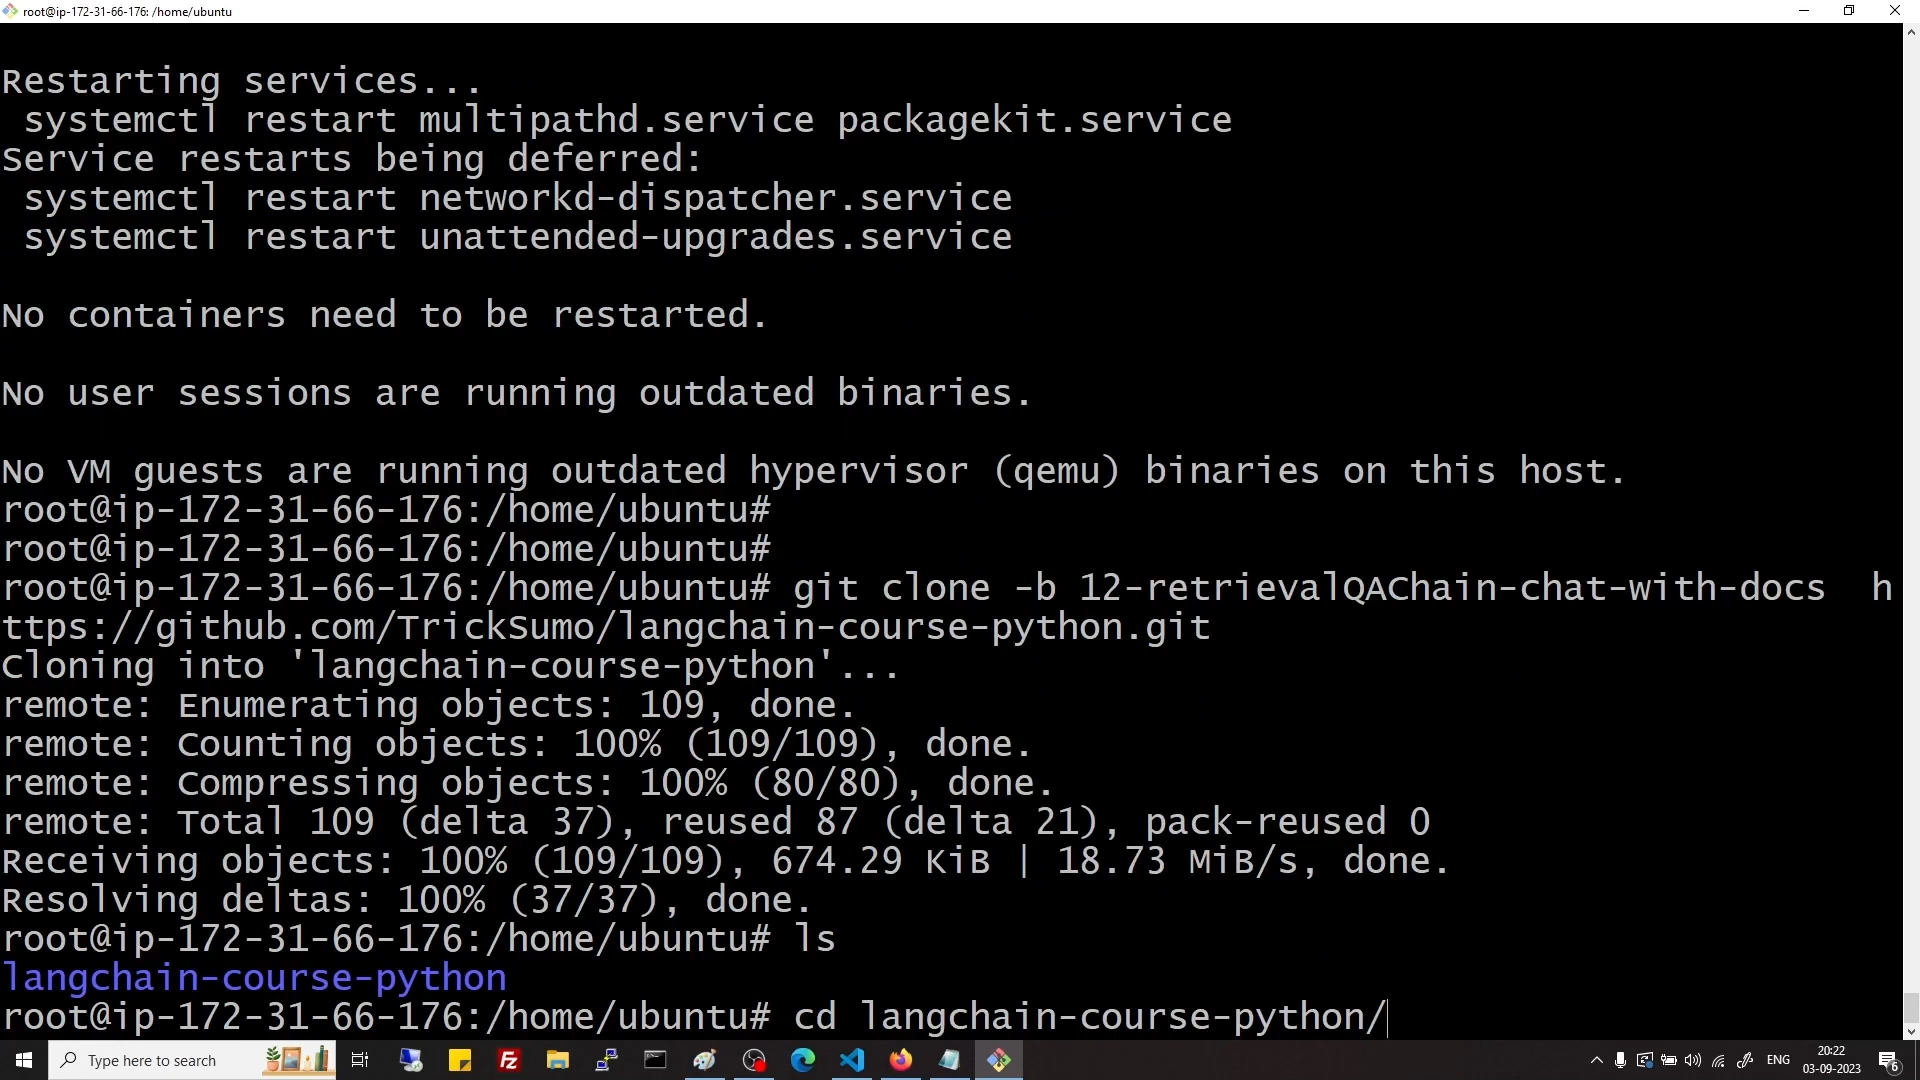 root@ip-172-31-66-176: /home/ubuntu
Restarting services...
 systemctl restart multipathd.service packagekit.service
Service restarts being deferred:
 systemctl restart networkd-dispatcher.service
 systemctl restart unattended-upgrades.service
No containers need to be restarted.
No user sessions are running outdated binaries.
No VM guests are running outdated hypervisor (qemu) binaries on this host.
root@ip-172-31-66-176:/home/ubuntu#
root@ip-172-31-66-176:/home/ubuntu#
root@ip-172-31-66-176:/home/ubuntu# git clone -b 12-retrievalQAChain-chat-with-docs  h
ttps://github.com/TrickSumo/langchain-course-python.git
Cloning into 'langchain-course-python'...
remote: Enumerating objects: 109, done.
remote: Counting objects: 100% (109/109), done.
remote: Compressing objects: 100% (80/80), done.
remote: Total 109 (delta 37), reused 87 (delta 21), pack-reused 0
Receiving objects: 100% (109/109), 674.29 KiB | 18.73 MiB/s, done.
Resolving deltas: 100% (37/37), done.
root@ip-172-31-66-176:/home/ubuntu# ls
langchain-course-python
root@ip-172-31-66-176:/home/ubuntu# cd langchain-course-python/
Type here to search
Fz
ENG
20:22
03-09-2023
6